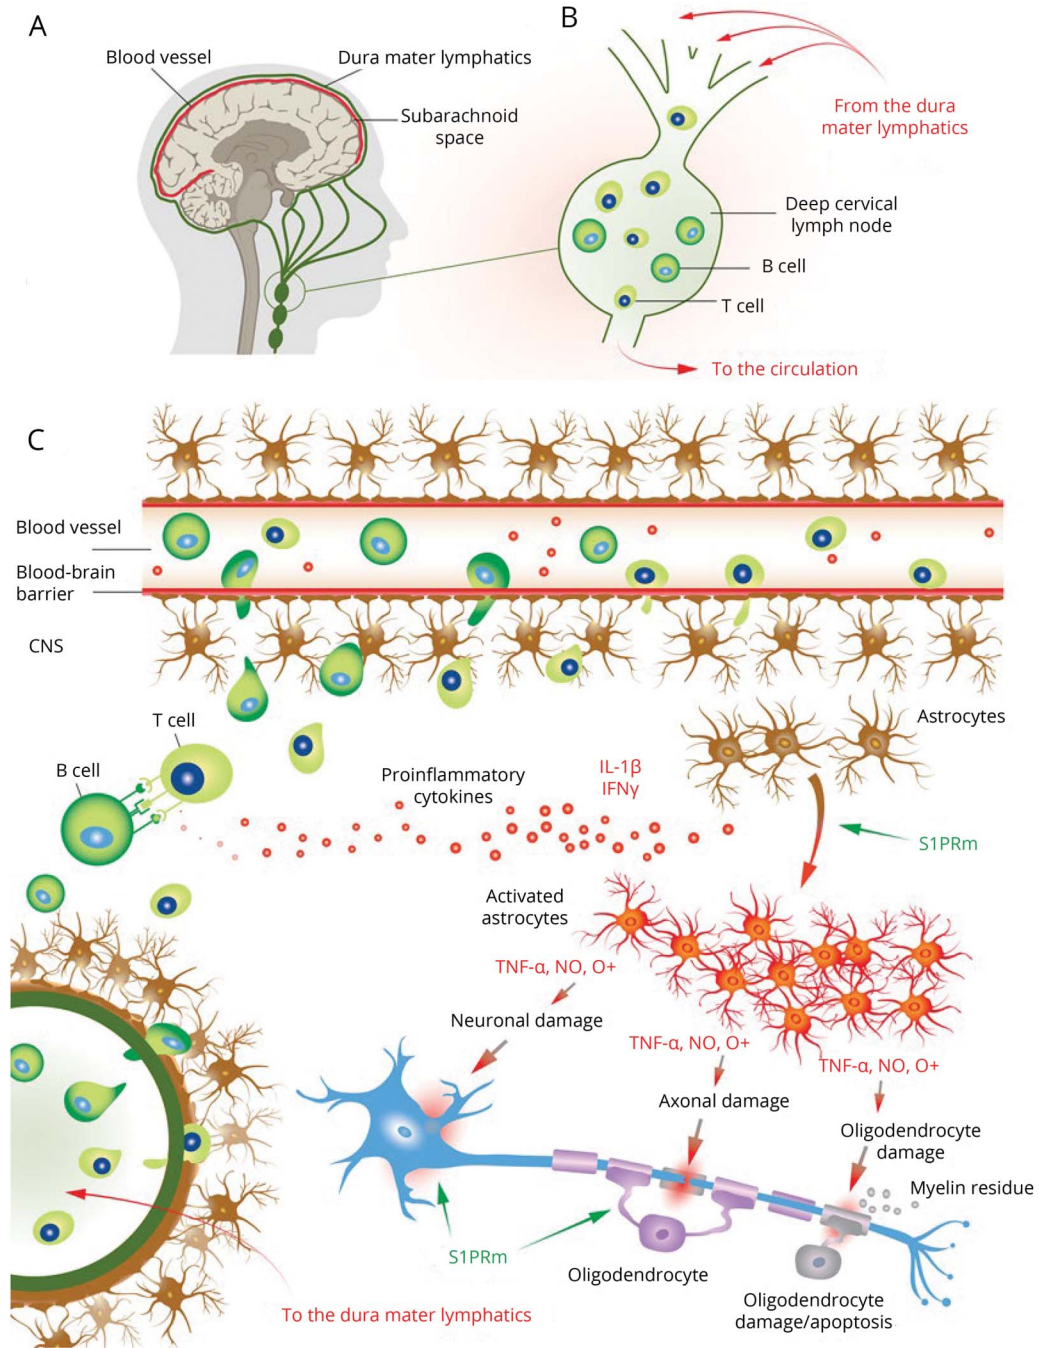 A
Blood vessel
Dura mater lymphatics
Subarachnoid
space
B
From the dura
mater lymphatics
Deep cervical
lymph node
B cell
T cell
To the circulation
C
Blood vessel
Blood-brain
barrier
CNS
T cell
B cell
Proinflammatory
cytokines
IL-1β
IFNγ
Astrocytes
S1PRm
Activated
astrocytes
TNF-α, NO, O+
Neuronal damage
TNF-α, NO, O+
Axonal damage
TNF-α, NO, O+
Oligodendrocyte
damage
Myelin residue
S1PRm
Oligodendrocyte
Oligodendrocyte
damage/apoptosis
To the dura mater lymphatics